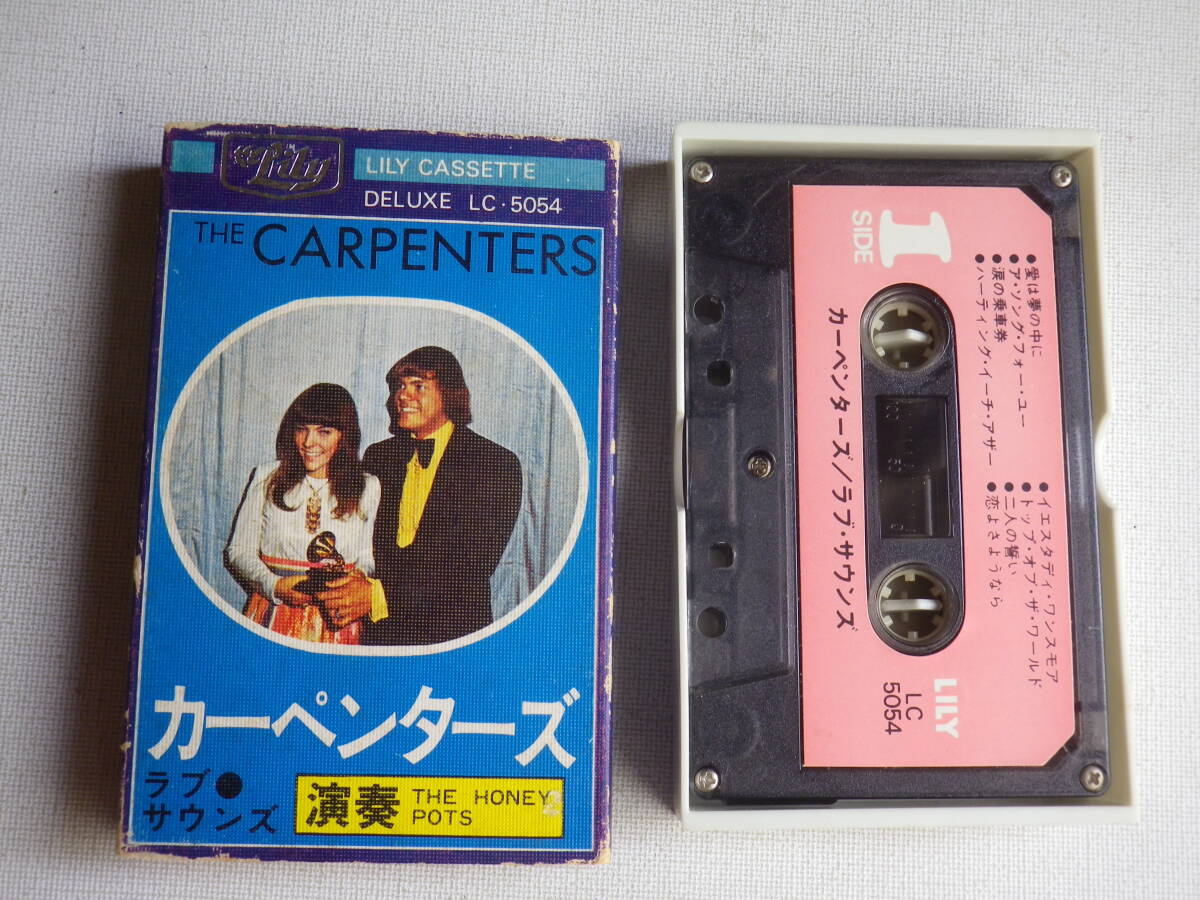 Lily
LILY CASSETTE
DELUXE LC・5054
THE CARPENTERS
カーペンターズ
ラブ●
サウンズ
演奏 THE HONEY
POTS
I
SIDE
●愛は夢の中に
●ア・ソング・フォー・ユー
●涙の乗車券
●ハーティング・イーチ・アザー
●イエスタデイ・ワンスモア
●トップ・オブ・ザ・ワールド
●二人の誓い
●恋よさようなら
カーペンターズ/ラブ・サウンズ
100
50
0
LILY
LC
5054